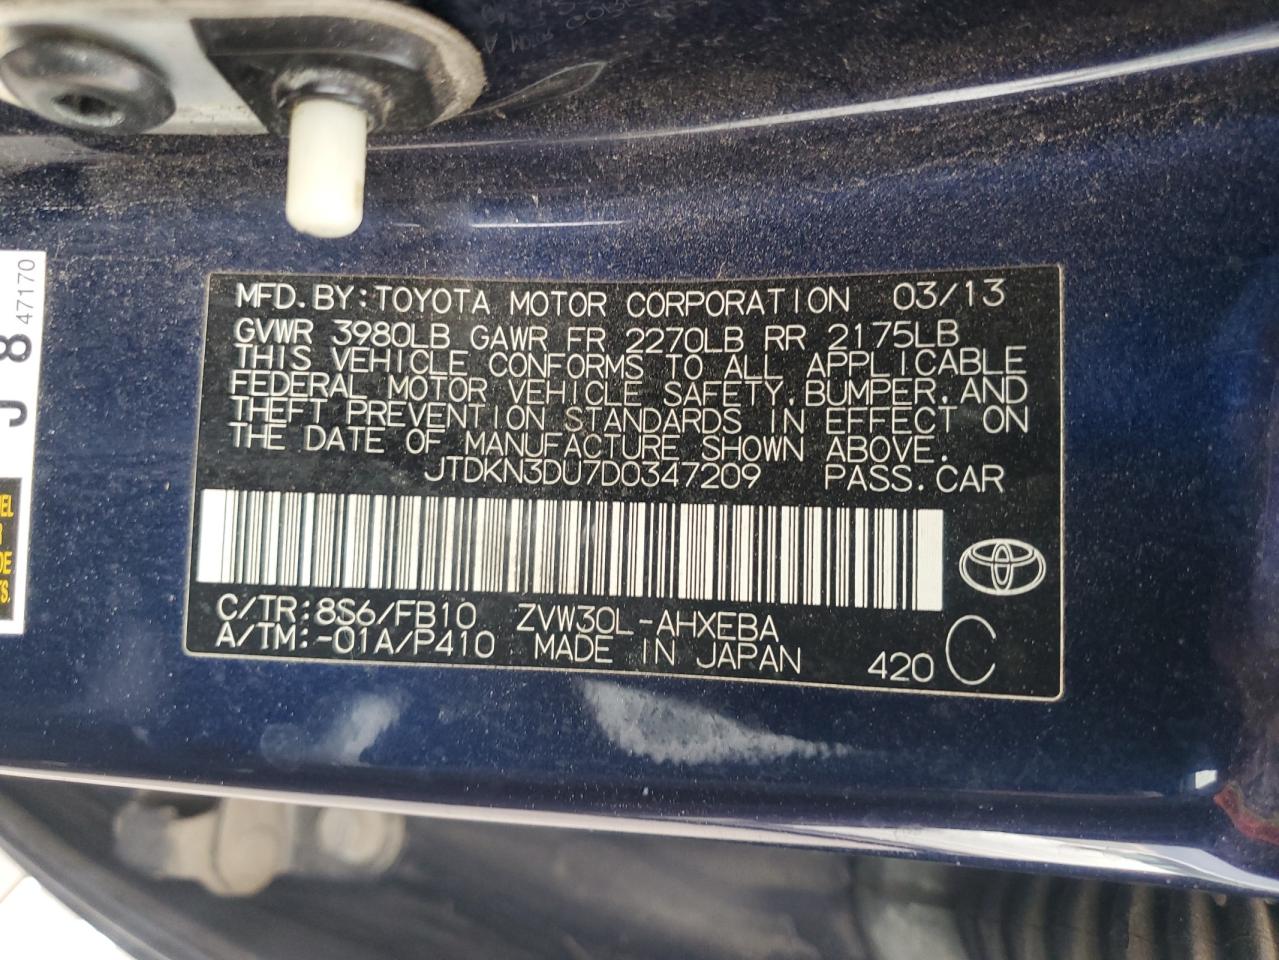 MFD.BY:TOYOTA MOTOR CORPORATION 03/13
GVWR 3980LB GAWR FR 2270LB RR 2175LB
THIS VEHICLE CONFORMS TO ALL APPLICABLE
FEDERAL MOTOR VEHICLE SAFETY,BUMPER,AND
THEFT PREVENTION STANDARDS IN EFFECT ON
THE DATE OF MANUFACTURE SHOWN ABOVE.
JTDKN3DU7D0347209 PASS.CAR
C/TR:8S6/FB10 ZVW30L-AHXEBA
A/TM:-01A/P410 MADE IN JAPAN 420 C
J 8
47170